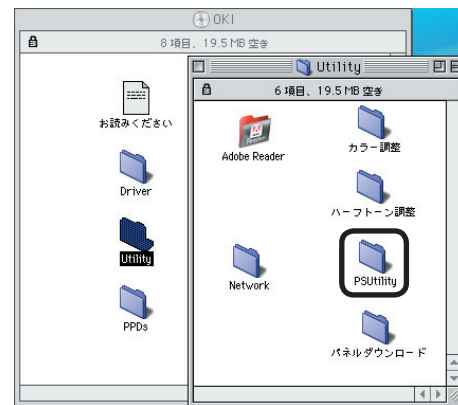 OKI
8 項目、19.5 MB 空き
お読みください
Driver
Utility
PPDs
Utility
6 項目、19.5 MB 空き
Adobe Reader
カラー調整
ハーフトーン調整
Network
PSUtility
パネルダウンロード